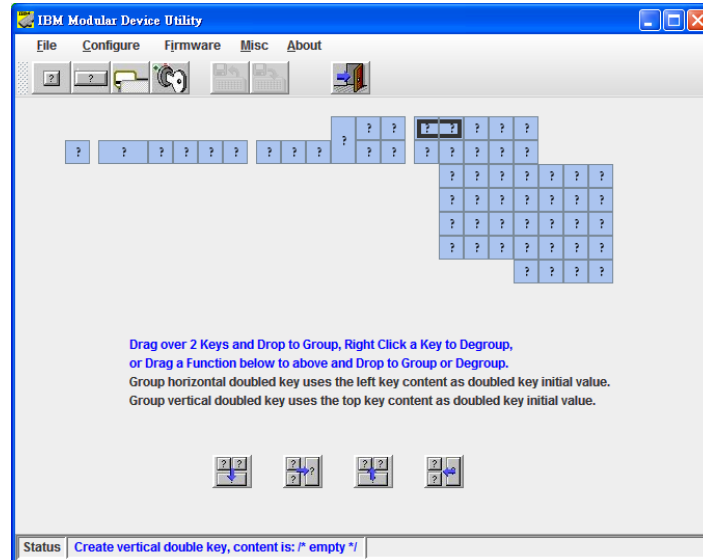 IBM Modular Device Utility
File Configure Firmware Misc About
? ?
? ? ? ? ? ? ?
? ? ? ? ? ? ? ? ? ? ? ? ? ? ? ? ? ?
? ? ? ? ? ? ?
? ? ? ? ? ? ?
? ? ? ? ? ? ?
? ? ? ? ? ? ?
? ? ? ?
Drag over 2 Keys and Drop to Group, Right Click a Key to Degroup,
or Drag a Function below to above and Drop to Group or Degroup.
Group horizontal doubled key uses the left key content as doubled key initial value.
Group vertical doubled key uses the top key content as doubled key initial value.
? ? ? ? ? ? ? ? ? ? ? ?
Status Create vertical double key, content is: /* empty */